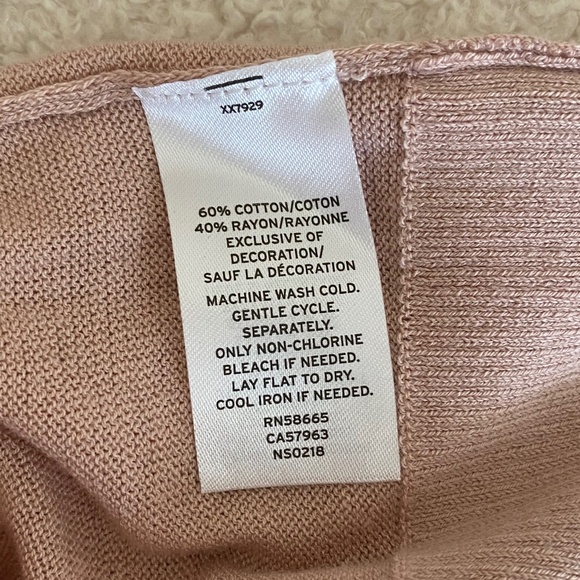 XX7929
60% COTTON/COTON
40% RAYON/RAYONNE
EXCLUSIVE OF
DECORATION/
SAUF LA DÉCORATION
MACHINE WASH COLD.
GENTLE CYCLE.
SEPARATELY.
ONLY NON-CHLORINE
BLEACH IF NEEDED.
LAY FLAT TO DRY.
COOL IRON IF NEEDED.
RN58665
CA57963
NS0218